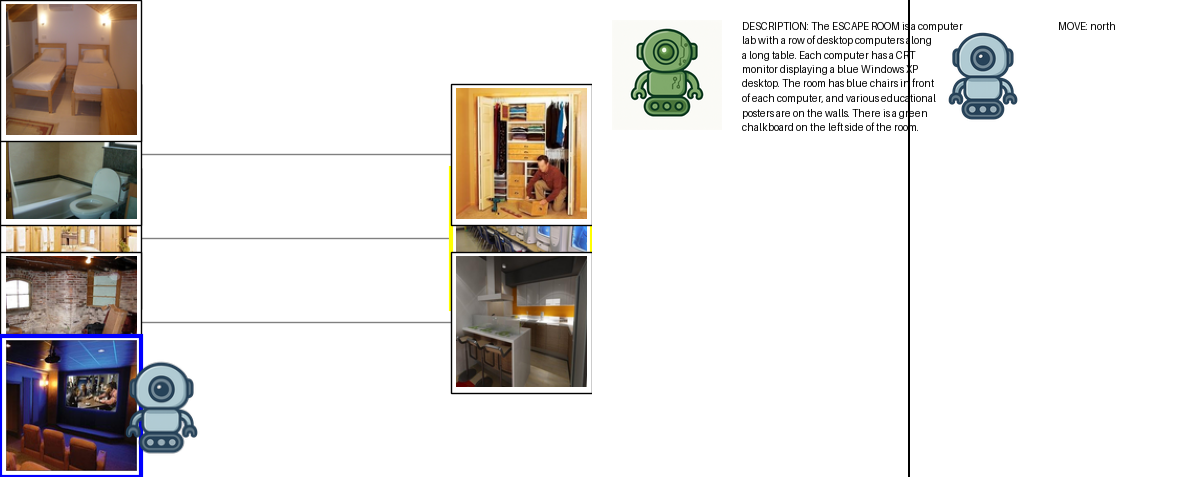 DESCRIPTION: The ESCAPE ROOM is a computer
lab with a row of desktop computers along
a long table. Each computer has a CRT
monitor displaying a blue Windows XP
desktop. The room has blue chairs in front
of each computer, and various educational
posters are on the walls. There is a green
chalkboard on the left side of the room.
MOVE: north